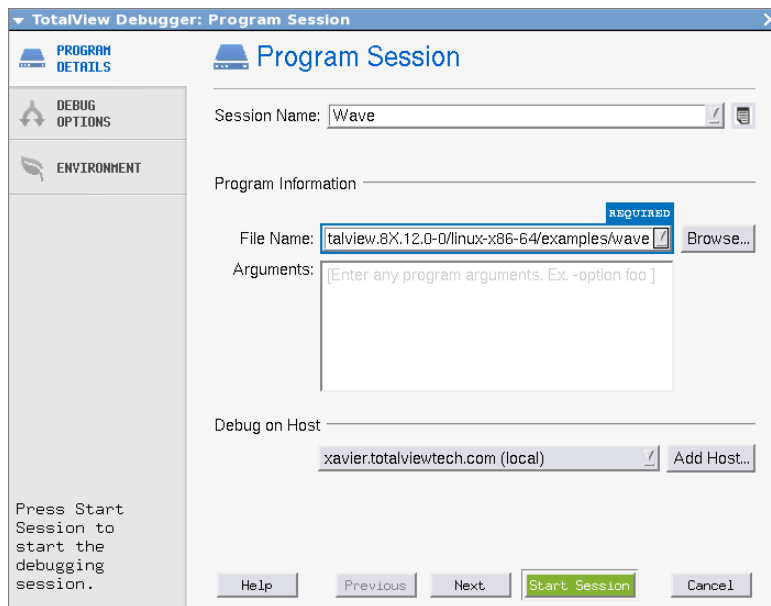 TotalView Debugger: Program Session
PROGRAM
DETAILS
DEBUG
OPTIONS
ENVIRONMENT
Press Start
Session to
start the
debugging
session.
Program Session
Session Name: Wave
Program Information
REQUIRED
File Name: talview.8X.12.0-0/linux-x86-64/examples/wave Browse...
Arguments: [Enter any program arguments. Ex. -option foo ]
Debug on Host
xavier.totalviewtech.com (local) Add Host...
Help Previous Next Start Session Cancel